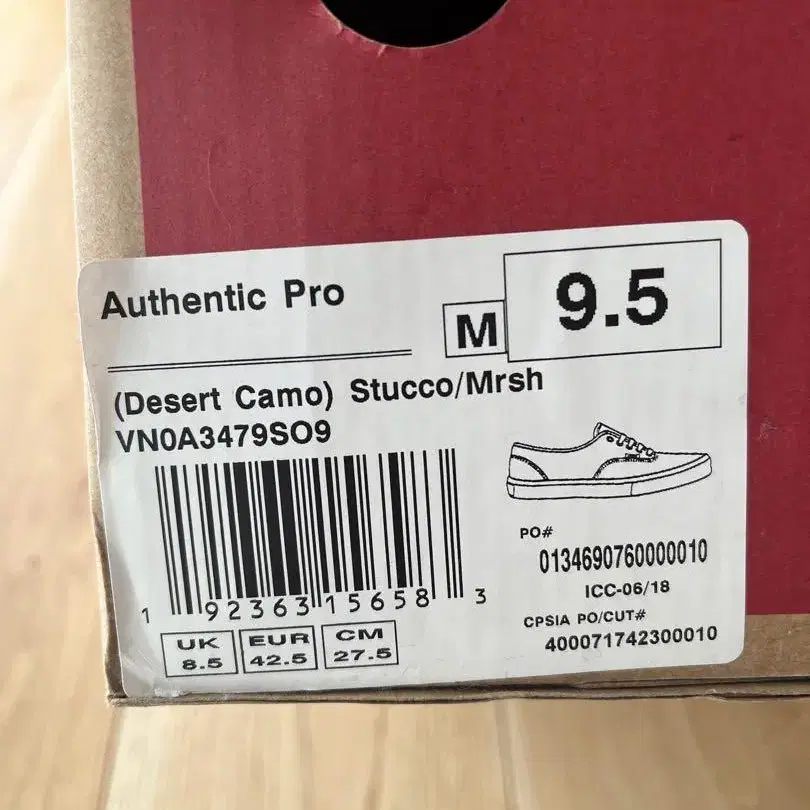 Authentic Pro
M 9.5
(Desert Camo) Stucco/Mrsh
VN0A3479SO9
PO#
0134690760000010
ICC-06/18
1 92363 15658 3
CPSIA PO/CUT#
400071742300010
UK EUR CM
8.5 42.5 27.5